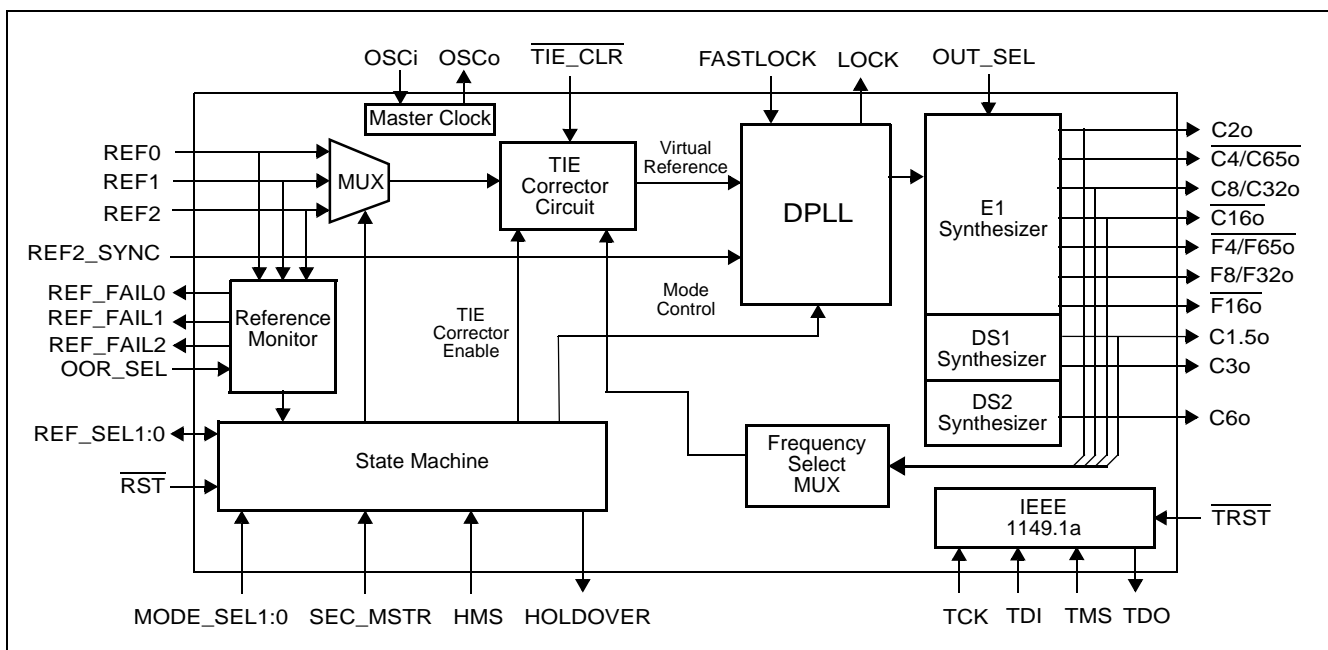 OSCi
OSCo
TIE_CLR
FASTLOCK
LOCK
OUT_SEL
Master Clock
REF0
REF1
REF2
REF2_SYNC
MUX
TIE
Corrector
Circuit
Virtual
Reference
DPLL
E1
Synthesizer
C2o
C4/C65o
C8/C32o
C16o
F4/F65o
F8/F32o
F16o
C1.5o
C3o
C6o
REF_FAIL0
REF_FAIL1
REF_FAIL2
OOR_SEL
Reference
Monitor
TIE
Corrector
Enable
Mode
Control
DS1
Synthesizer
DS2
Synthesizer
REF_SEL1:0
RST
State Machine
Frequency
Select
MUX
IEEE
1149.1a
TRST
MODE_SEL1:0
SEC_MSTR
HMS
HOLDOVER
TCK
TDI
TMS
TDO